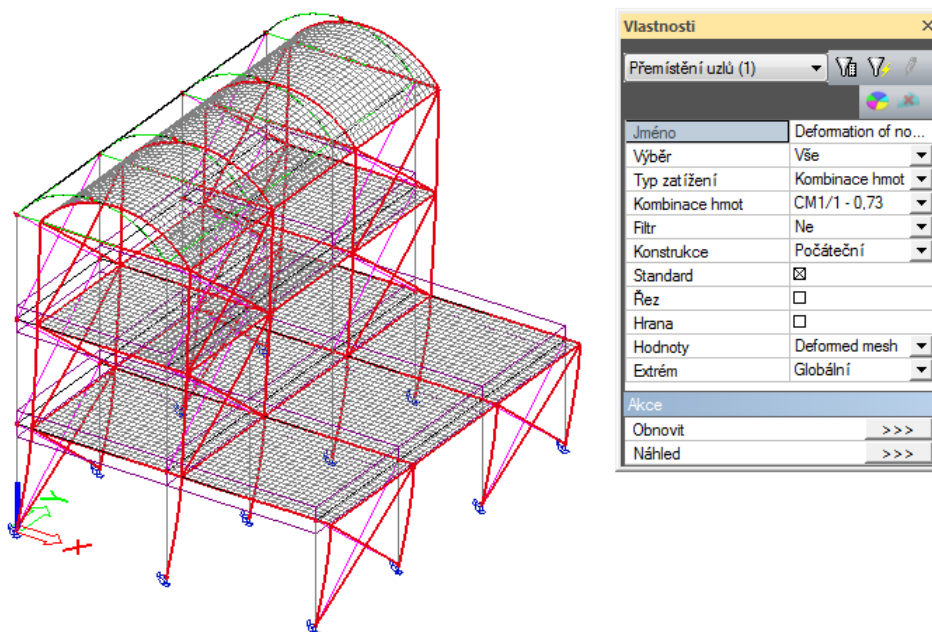 Vlastnosti
Přemístění uzlů (1)
Jméno Deformation of no...
Výběr Vše
Typ zatížení Kombinace hmot
Kombinace hmot CM1/1 - 0,73
Filtr Ne
Konstrukce Počáteční
Standard
Řez
Hrana
Hodnoty Deformed mesh
Extrém Globální
Akce
Obnovit >>>
Náhled >>>
Y
X